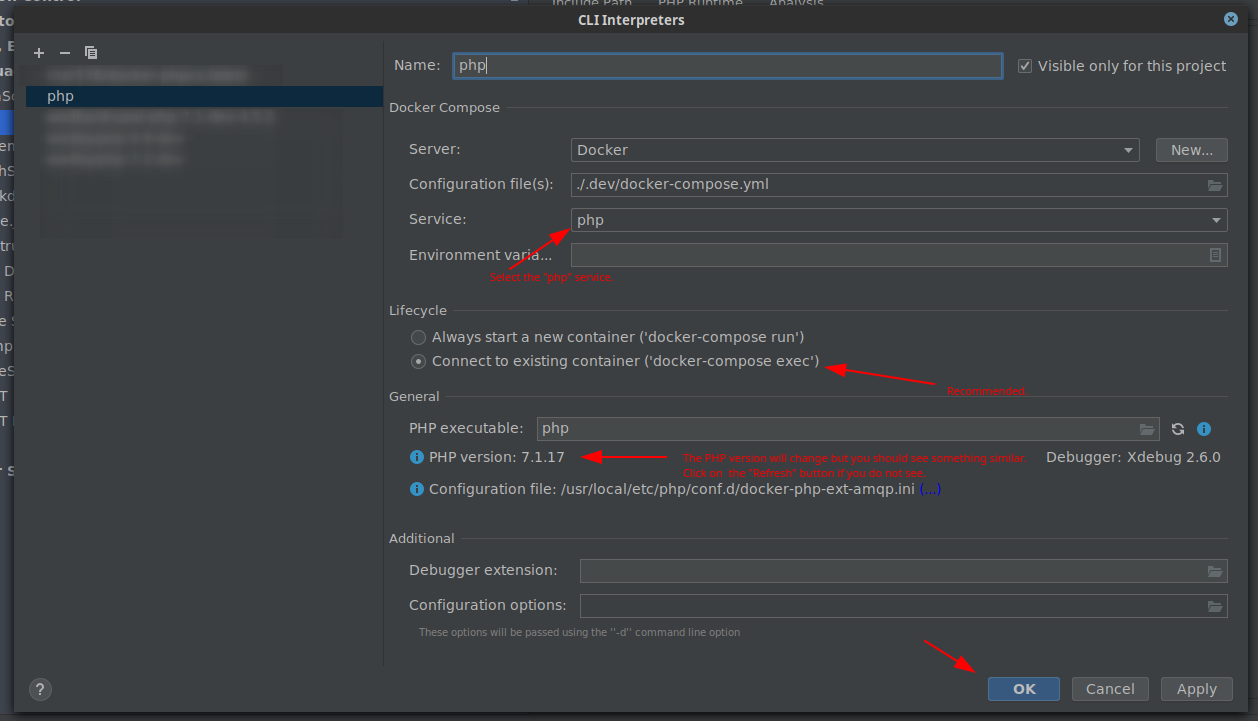 Include Path PHP Runtime Analysis
CLI Interpreters
php
Name: php
Visible only for this project
Docker Compose
Server: Docker New...
Configuration file(s): ./.dev/docker-compose.yml
Service: php
Environment varia...
Select the "php" service.
Lifecycle
Always start a new container ('docker-compose run')
Connect to existing container ('docker-compose exec')
Recommended.
General
PHP executable: php
PHP version: 7.1.17
The PHP version will change but you should see something similar.
Click on the "Refresh" button if you do not see.
Debugger: Xdebug 2.6.0
Configuration file: /usr/local/etc/php/conf.d/docker-php-ext-amqp.ini (...)
Additional
Debugger extension:
Configuration options:
These options will be passed using the ''-d'' command line option
? OK Cancel Apply